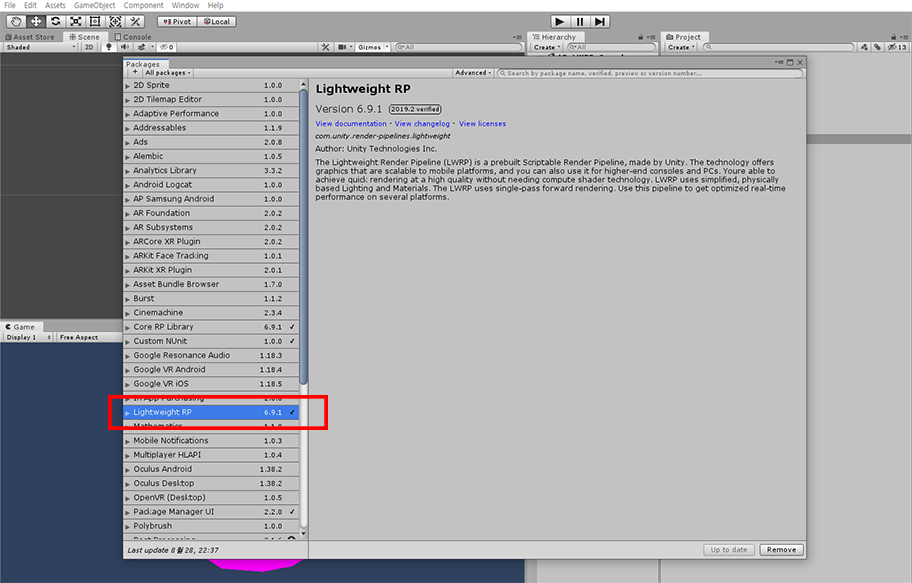 File Edit Assets GameObject Component Window Help
Pivot Local
Asset Store Scene Console Hierarchy Project
Shaded 2D 0 Gizmos All Create All Create 13
Packages
+ All packages Advanced Search by package name, verified, preview or version number...
2D Sprite 1.0.0
2D Tilemap Editor 1.0.0
Adaptive Performance 1.0.0
Addressables 1.1.9
Ads 2.0.8
Alembic 1.0.5
Analytics Library 3.3.2
Android Logcat 1.0.0
AP Samsung Android 1.0.0
AR Foundation 2.0.2
AR Subsystems 2.0.2
ARCore XR Plugin 2.0.2
ARKit Face Tracking 1.0.1
ARKit XR Plugin 2.0.1
Asset Bundle Browser 1.7.0
Burst 1.1.2
Cinemachine 2.3.4
Core RP Library 6.9.1 ✓
Custom NUnit 1.0.0 ✓
Google Resonance Audio 1.18.3
Google VR Android 1.18.4
Google VR iOS 1.18.5
In App Purchasing 2.0.6
Lightweight RP 6.9.1 ✓
Mathematics 1.1.0
Mobile Notifications 1.0.3
Multiplayer HLAPI 1.0.4
Oculus Android 1.38.2
Oculus Desktop 1.38.2
OpenVR (Desktop) 1.0.5
Package Manager UI 2.2.0 ✓
Polybrush 1.0.0
Last update 8월 28, 22:37
Lightweight RP
Version 6.9.1 2019.2 verified
View documentation - View changelog - View licenses
com.unity.render-pipelines.lightweight
Author: Unity Technologies Inc.
The Lightweight Render Pipeline (LWRP) is a prebuilt Scriptable Render Pipeline, made by Unity. The technology offers
graphics that are scalable to mobile platforms, and you can also use it for higher-end consoles and PCs. Youre able to
achieve quid: rendering at a high quality without needing compute shader technology. LWRP uses simplified, physically
based Lighting and Materials. The LWRP uses single-pass forward rendering. Use this pipeline to get optimized real-time
performance on several platforms.
Up to date Remove
Game
Display 1 Free Aspect